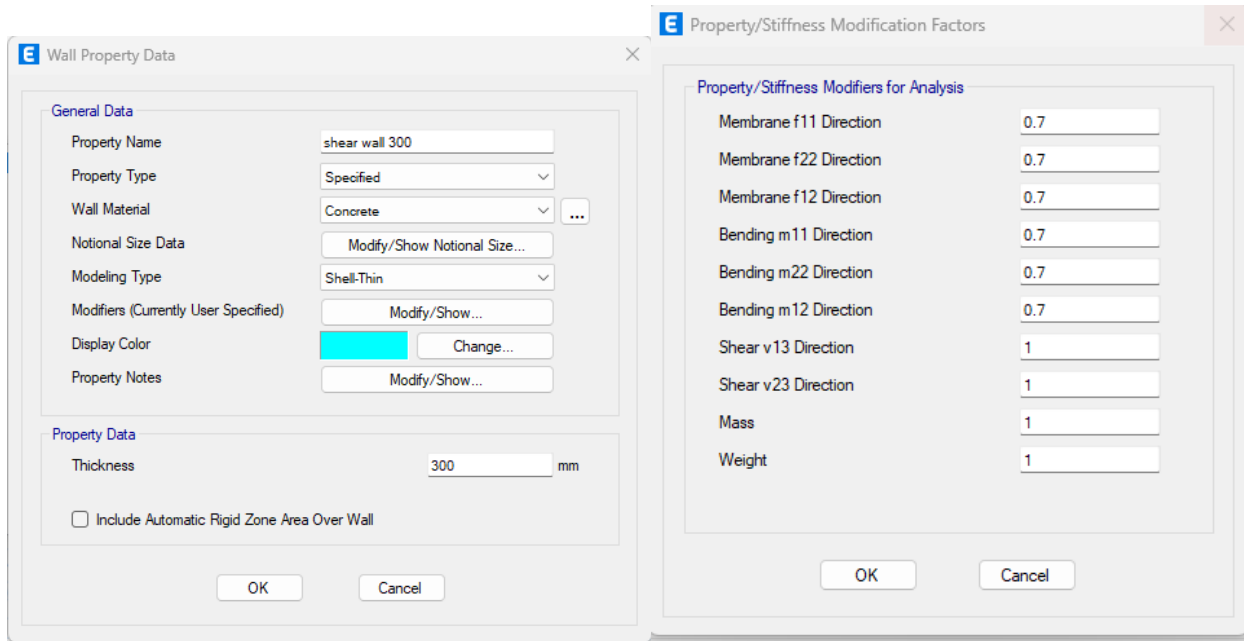 E Wall Property Data
General Data
Property Name shear wall 300
Property Type Specified
Wall Material Concrete ...
Notional Size Data Modify/Show Notional Size...
Modeling Type Shell-Thin
Modifiers (Currently User Specified) Modify/Show...
Display Color Change...
Property Notes Modify/Show...
Property Data
Thickness 300 mm
Include Automatic Rigid Zone Area Over Wall
OK Cancel
E Property/Stiffness Modification Factors
Property/Stiffness Modifiers for Analysis
Membrane f11 Direction 0.7
Membrane f22 Direction 0.7
Membrane f12 Direction 0.7
Bending m11 Direction 0.7
Bending m22 Direction 0.7
Bending m12 Direction 0.7
Shear v13 Direction 1
Shear v23 Direction 1
Mass 1
Weight 1
OK Cancel